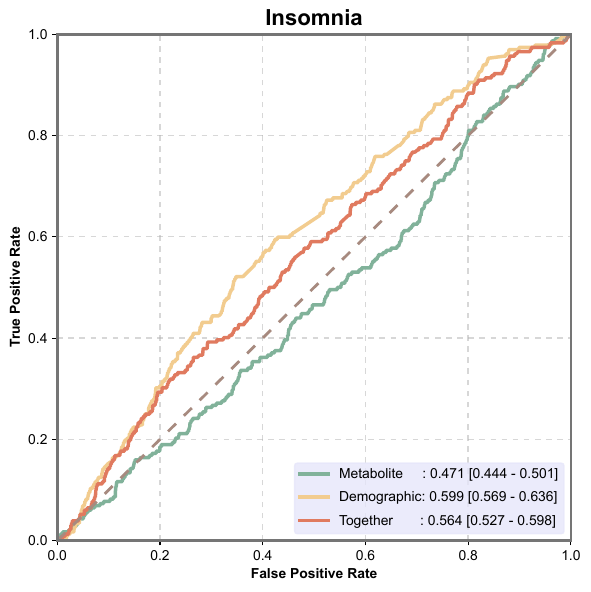 Insomnia
1.0
0.8
0.6
0.4
0.2
0.0
True Positive Rate
Metabolite : 0.471 [0.444 - 0.501]
Demographic: 0.599 [0.569 - 0.636]
Together : 0.564 [0.527 - 0.598]
0.0 0.2 0.4 0.6 0.8 1.0
False Positive Rate